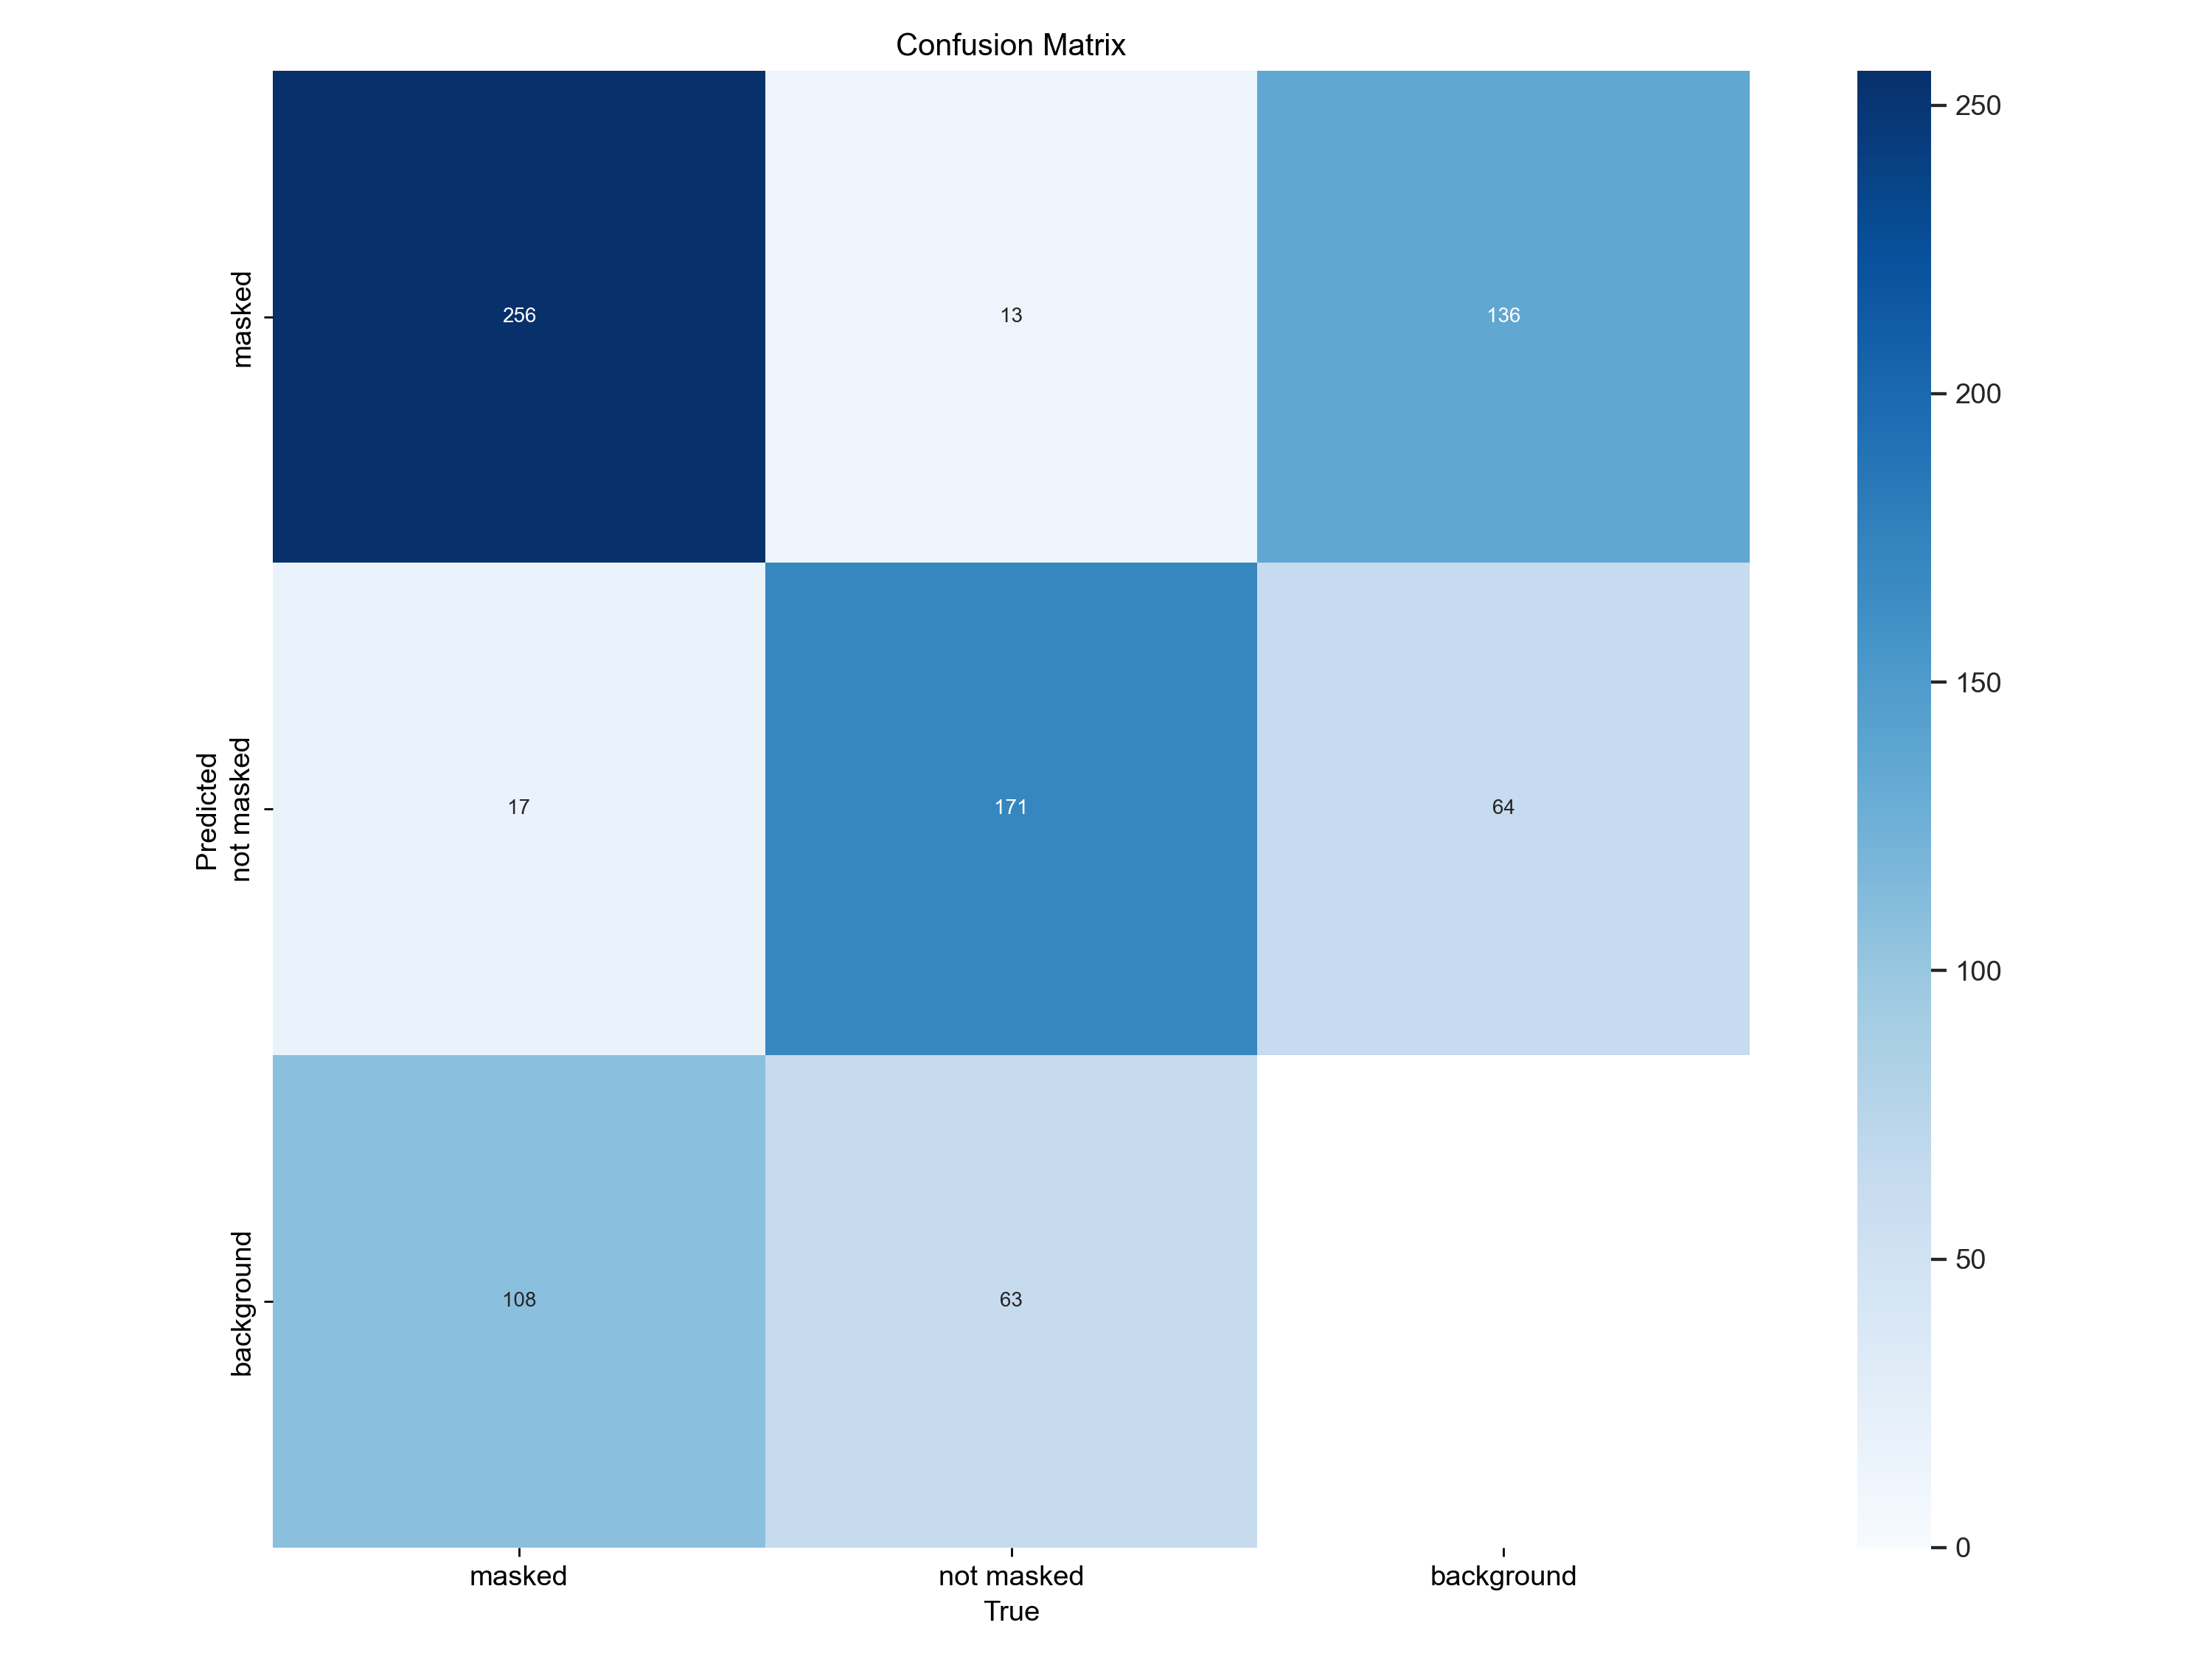 Confusion Matrix
masked
256
13
136
Predicted
not masked
17
171
64
background
108
63
masked
not masked
background
True
250
200
150
100
50
0